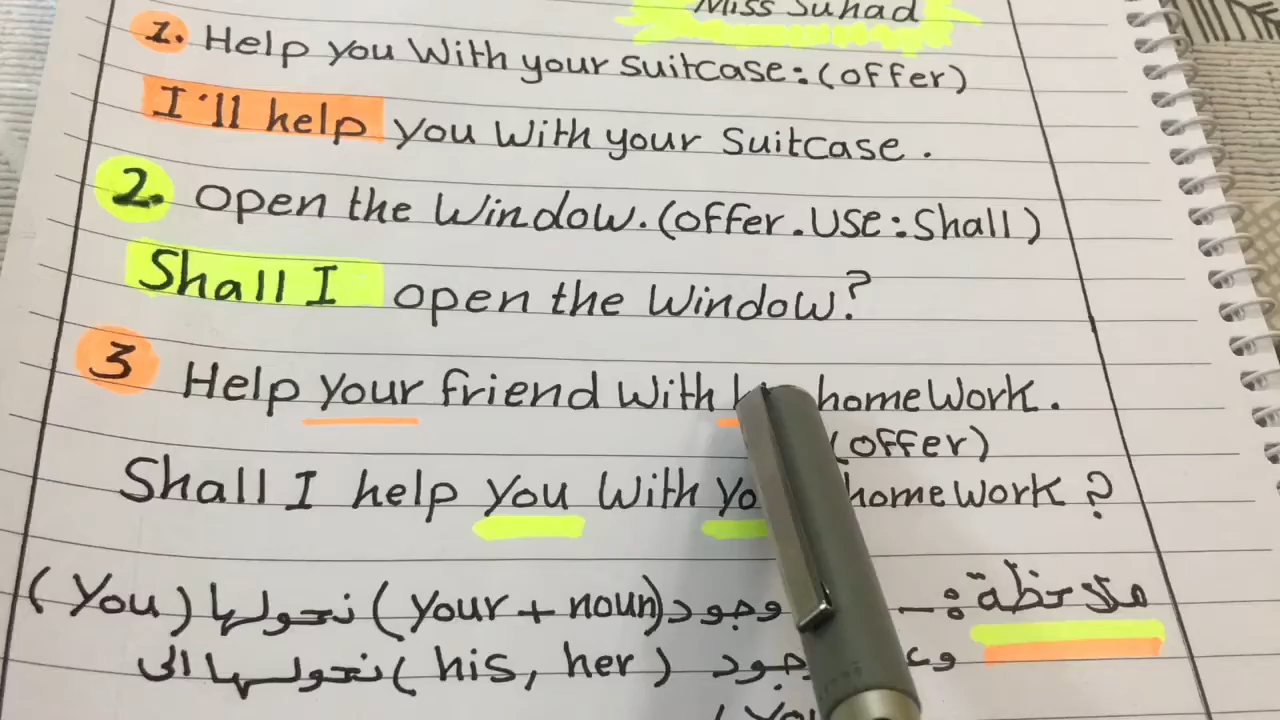 Miss Suhad
1. Help you With your Suitcase: (offer)
I'll help you With your Suitcase.
2. Open the Window. (offer. Use: Shall)
Shall I open the Window?
3 Help your friend With homeWork.
(offer)
Shall I help you With homeWork?
ملاحظة :- وجود (your + noun) نحولها (You)
وجود (his, her) نحولها الى